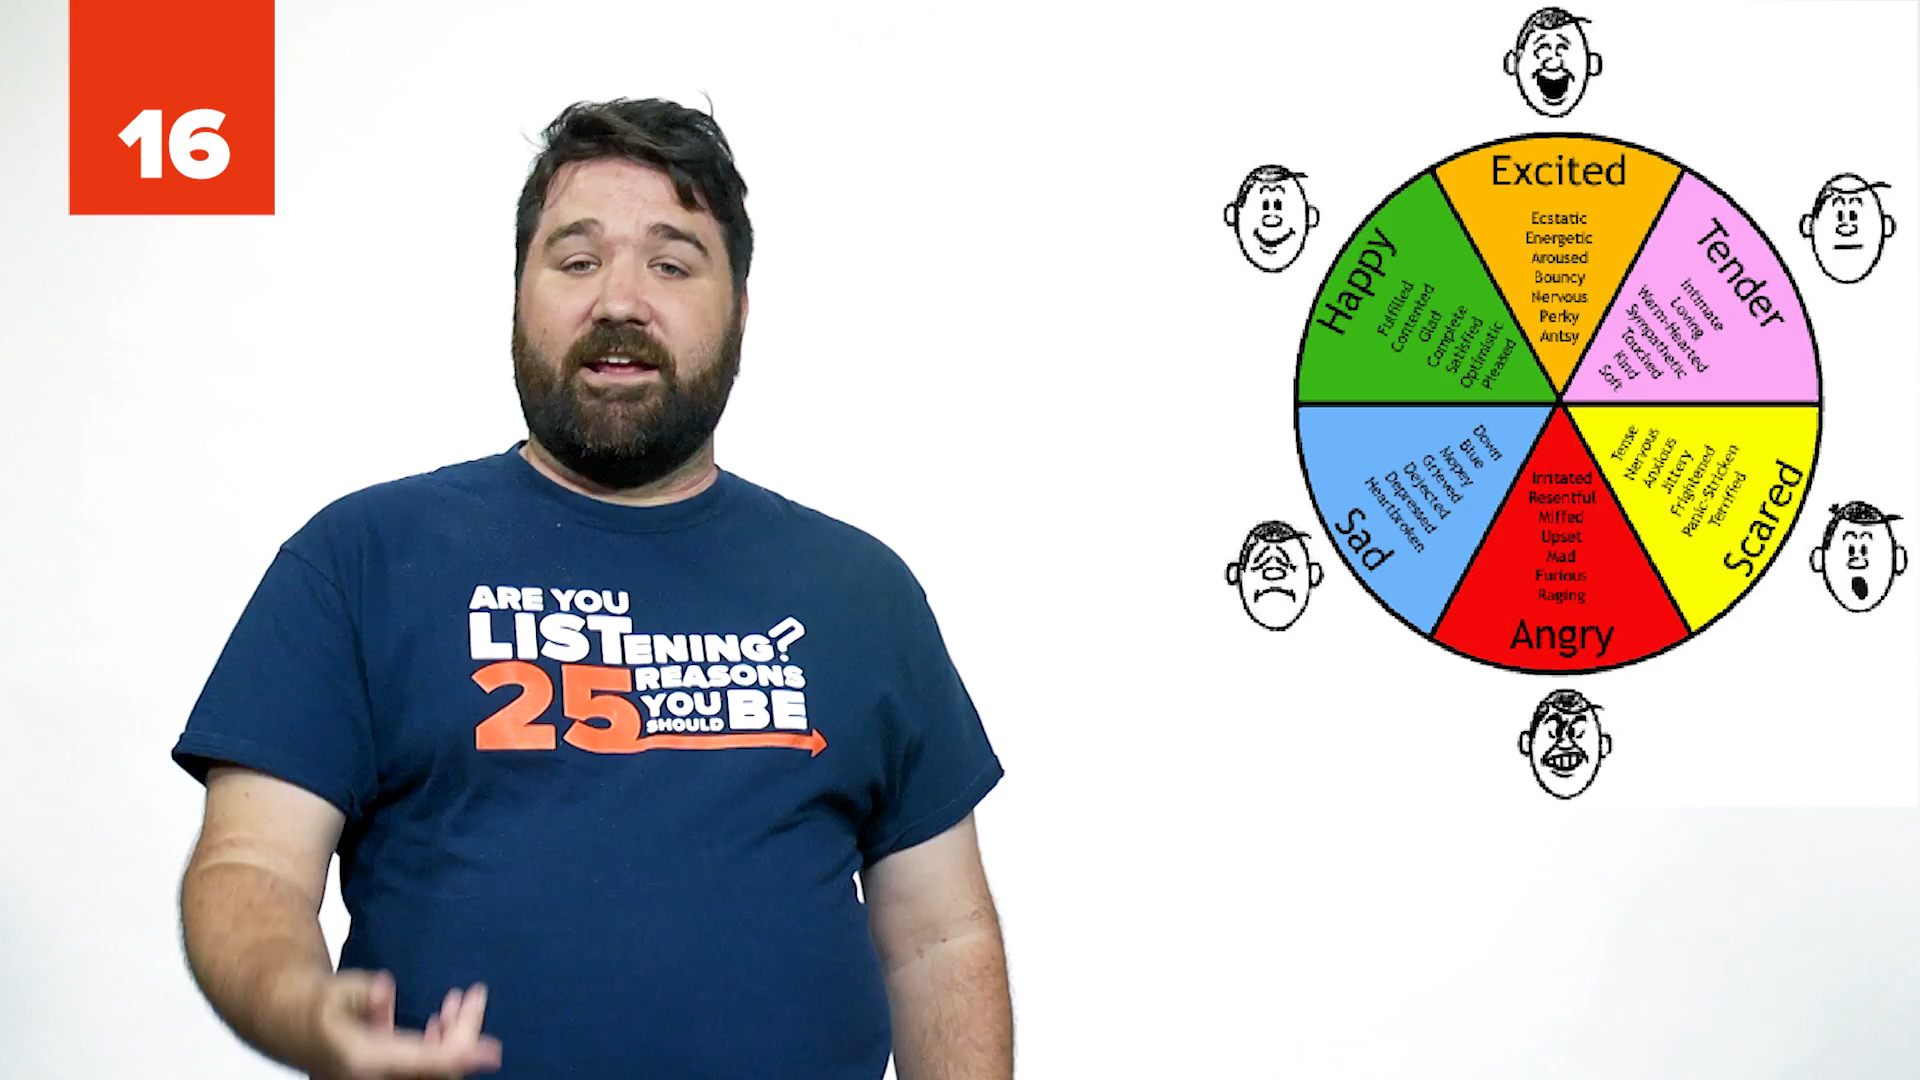 16
ARE YOU
LISTENING?
25 REASONS
YOU SHOULD BE
Excited
Ecstatic
Energetic
Aroused
Bouncy
Nervous
Perky
Antsy
Tender
Intimate
Loving
Warm-Hearted
Sympathetic
Touched
Kind
Soft
Scared
Tense
Nervous
Anxious
Jittery
Frightened
Panic-Stricken
Terrified
Irritated
Resentful
Miffed
Upset
Mad
Furious
Raging
Angry
Sad
Down
Blue
Mopey
Grieved
Dejected
Depressed
Heartbroken
Happy
Fulfilled
Contented
Glad
Complete
Satisfied
Optimistic
Pleased